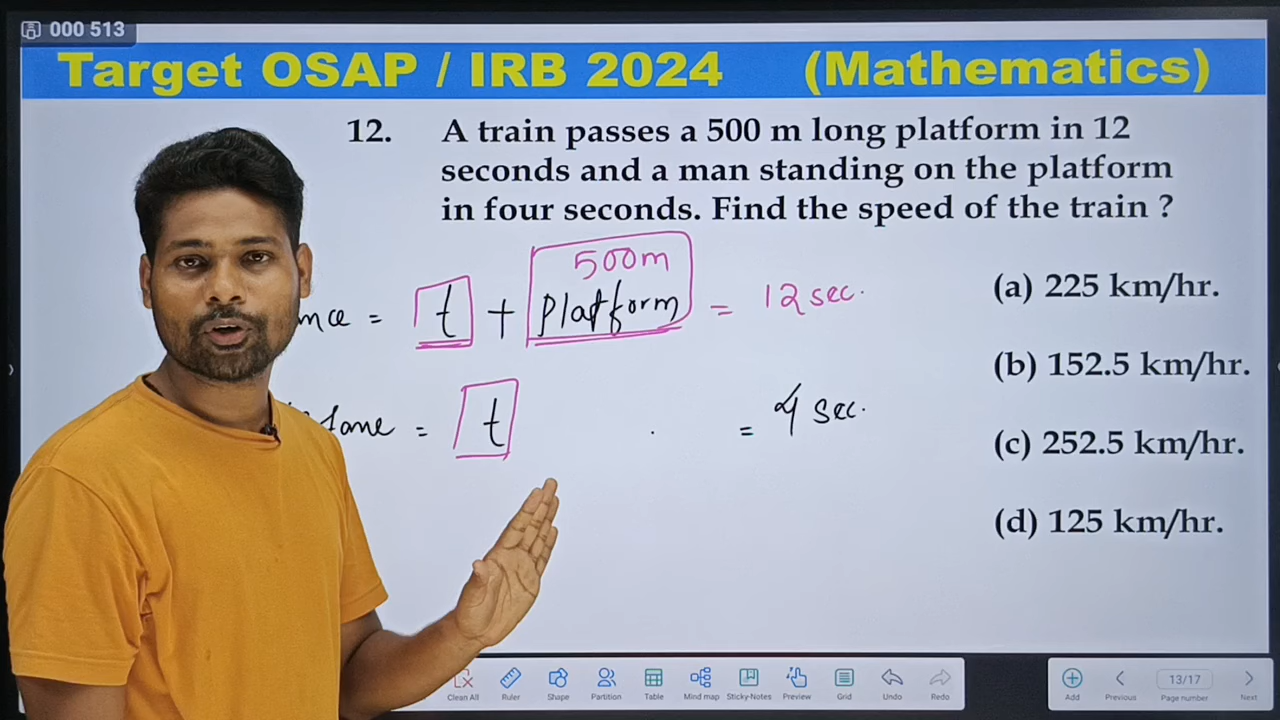 000 513
Target OSAP / IRB 2024 (Mathematics)
12. A train passes a 500 m long platform in 12
seconds and a man standing on the platform
in four seconds. Find the speed of the train ?
500m
nce = t + platform = 12 sec.
t = 4 sec.
(a) 225 km/hr.
(b) 152.5 km/hr.
(c) 252.5 km/hr.
(d) 125 km/hr.
Clean All Ruler Shape Partition Table Mind map Sticky-Notes Preview Grid Undo Redo
Add Previous 13/17 Page number Next